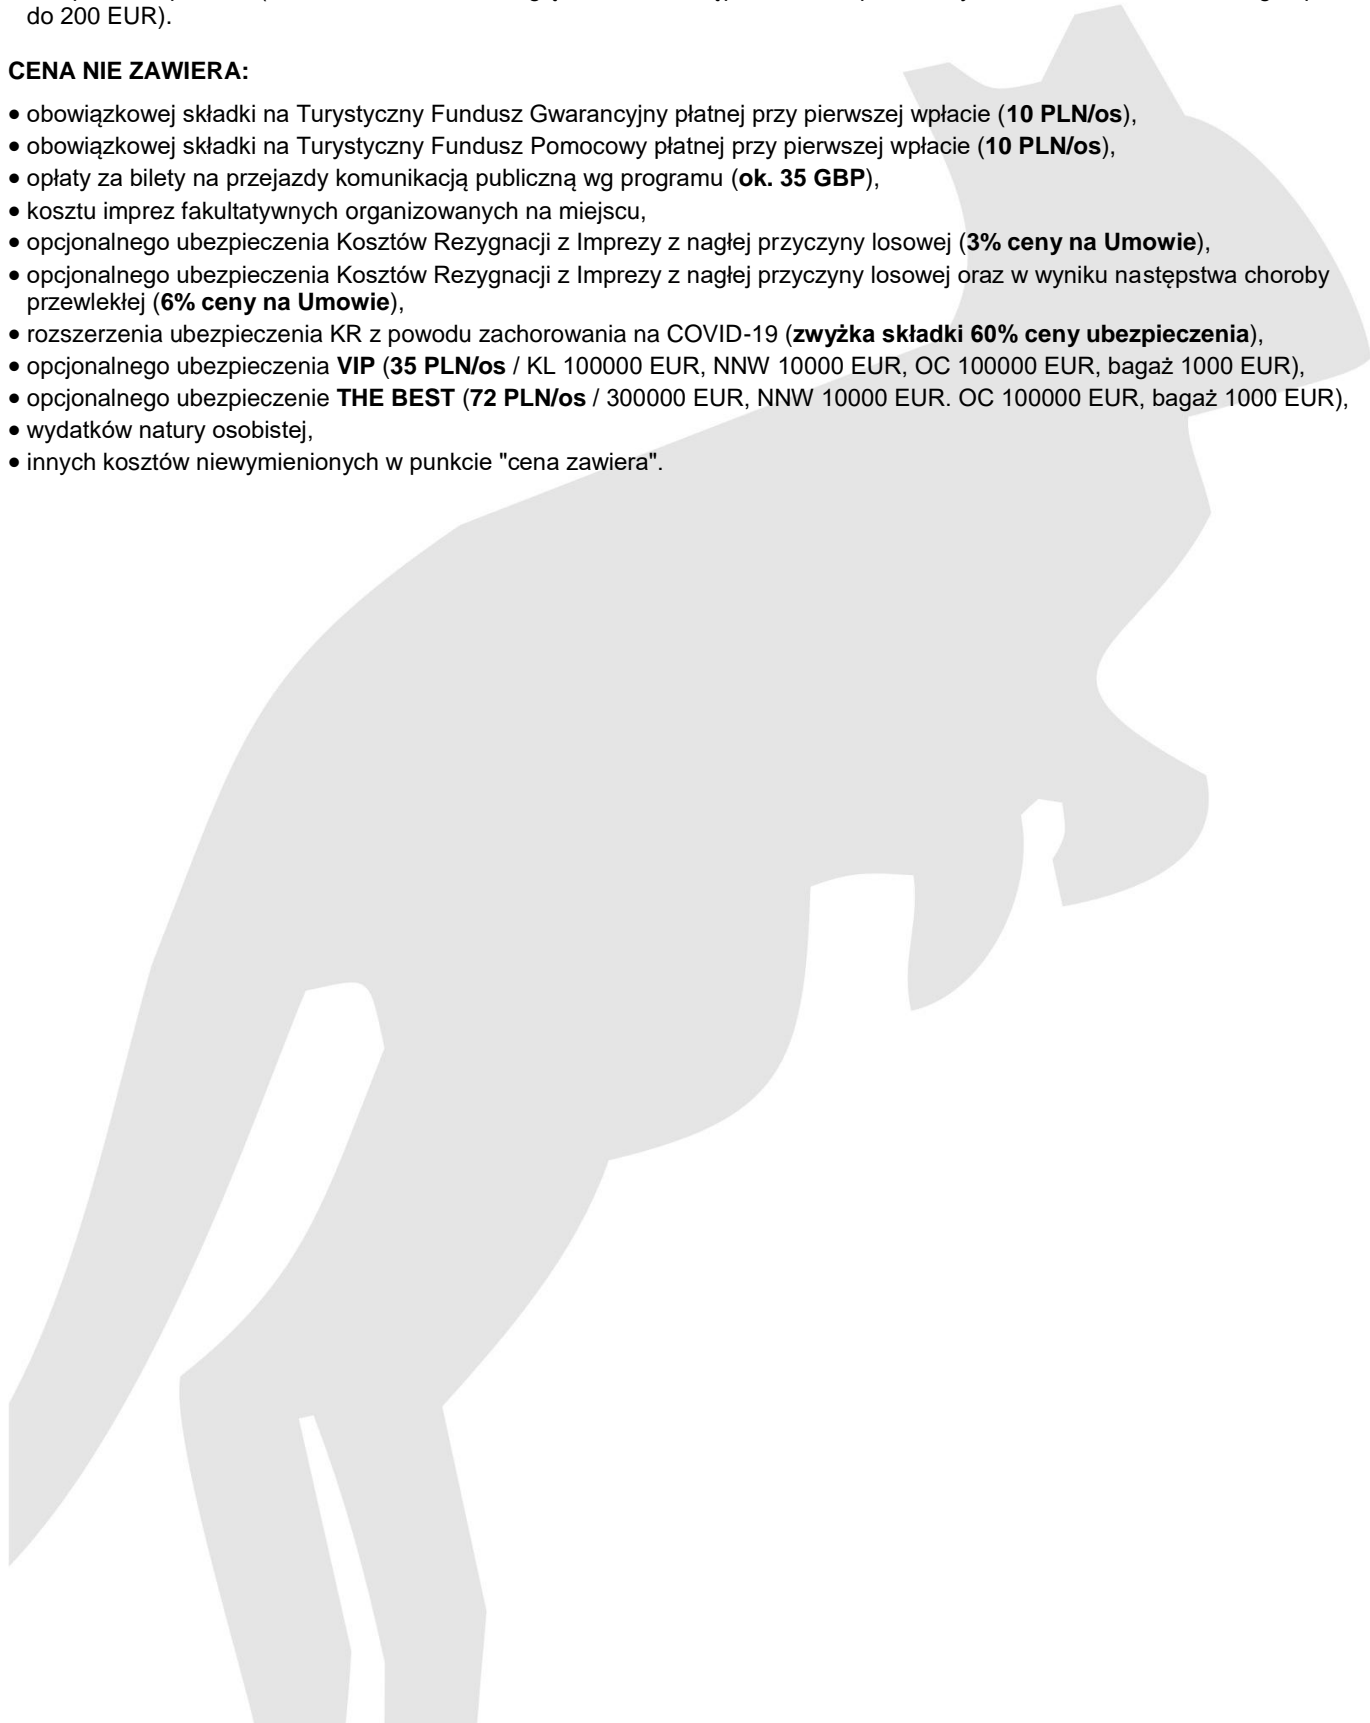 do 200 EUR).
CENA NIE ZAWIERA:
• obowiązkowej składki na Turystyczny Fundusz Gwarancyjny płatnej przy pierwszej wpłacie (10 PLN/os),
• obowiązkowej składki na Turystyczny Fundusz Pomocowy płatnej przy pierwszej wpłacie (10 PLN/os),
• opłaty za bilety na przejazdy komunikacją publiczną wg programu (ok. 35 GBP),
• kosztu imprez fakultatywnych organizowanych na miejscu,
• opcjonalnego ubezpieczenia Kosztów Rezygnacji z Imprezy z nagłej przyczyny losowej (3% ceny na Umowie),
• opcjonalnego ubezpieczenia Kosztów Rezygnacji z Imprezy z nagłej przyczyny losowej oraz w wyniku następstwa choroby
przewlekłej (6% ceny na Umowie),
• rozszerzenia ubezpieczenia KR z powodu zachorowania na COVID-19 (zwyżka składki 60% ceny ubezpieczenia),
• opcjonalnego ubezpieczenia VIP (35 PLN/os / KL 100000 EUR, NNW 10000 EUR, OC 100000 EUR, bagaż 1000 EUR),
• opcjonalnego ubezpieczenie THE BEST (72 PLN/os / 300000 EUR, NNW 10000 EUR. OC 100000 EUR, bagaż 1000 EUR),
• wydatków natury osobistej,
• innych kosztów niewymienionych w punkcie "cena zawiera".